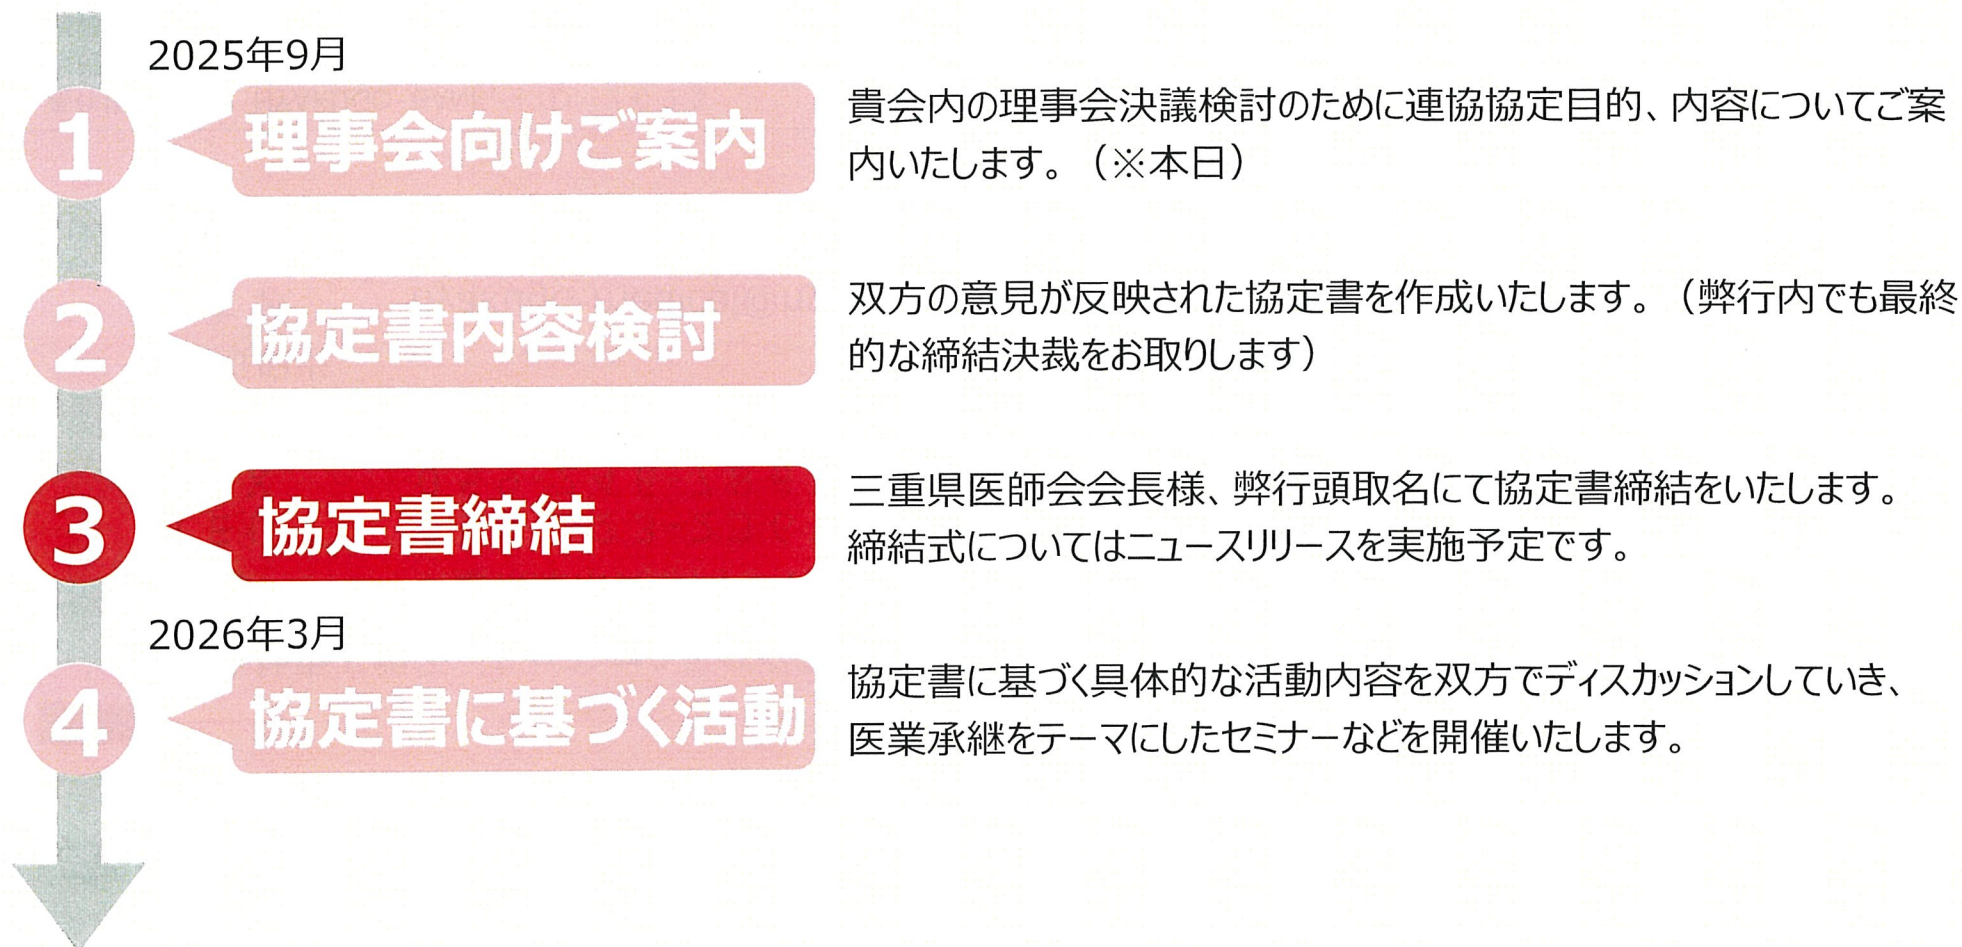 2025年9月
1
理事会向けご案内
貴会内の理事会決議検討のために連協協定目的、内容についてご案
内いたします。（※本日）
2
協定書内容検討
双方の意見が反映された協定書を作成いたします。（弊行内でも最終
的な締結決裁をお取りします）
3
協定書締結
三重県医師会会長様、弊行頭取名にて協定書締結をいたします。
締結式についてはニュースリリースを実施予定です。
2026年3月
4
協定書に基づく活動
協定書に基づく具体的な活動内容を双方でディスカッションしていき、
医業承継をテーマにしたセミナーなどを開催いたします。